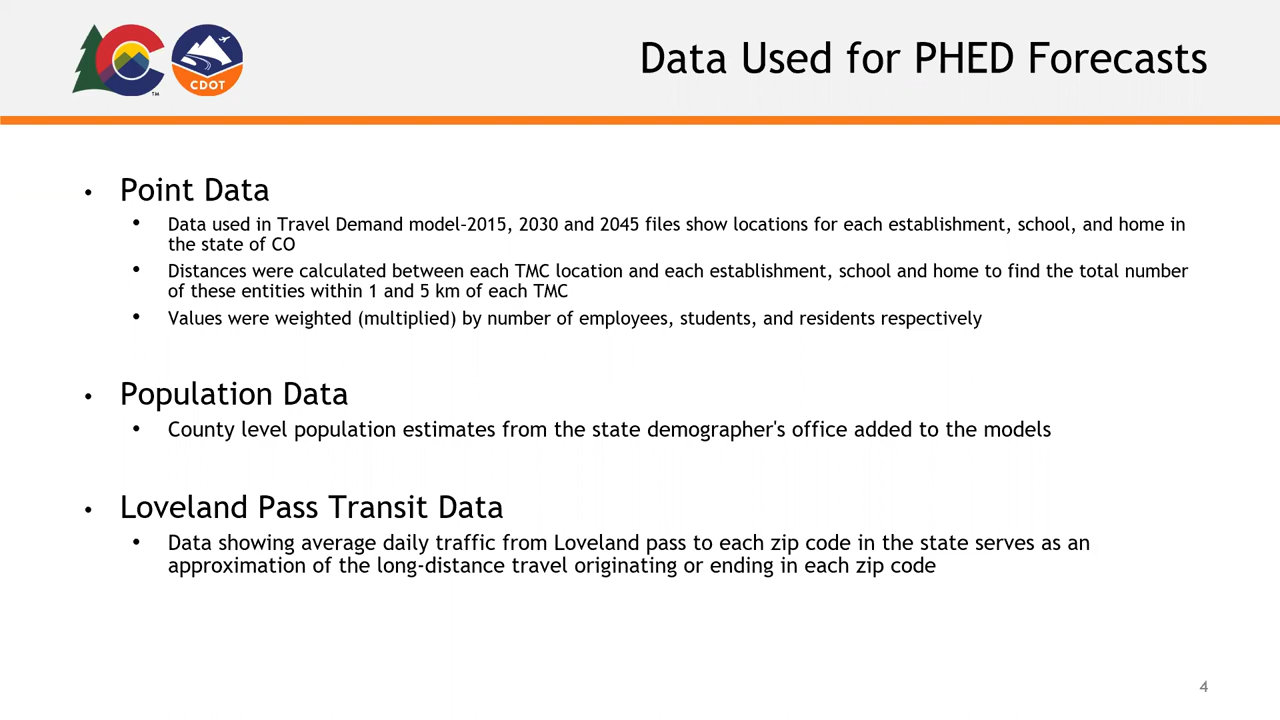 CDOT
TM
Data Used for PHED Forecasts
• Point Data
• Data used in Travel Demand model–2015, 2030 and 2045 files show locations for each establishment, school, and home in
the state of CO
• Distances were calculated between each TMC location and each establishment, school and home to find the total number
of these entities within 1 and 5 km of each TMC
• Values were weighted (multiplied) by number of employees, students, and residents respectively
• Population Data
• County level population estimates from the state demographer's office added to the models
• Loveland Pass Transit Data
• Data showing average daily traffic from Loveland pass to each zip code in the state serves as an
approximation of the long-distance travel originating or ending in each zip code
4